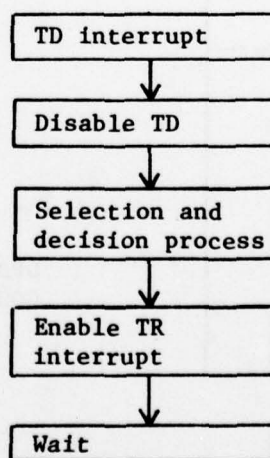 TD interrupt
Disable TD
Selection and
decision process
Enable TR
interrupt
Wait